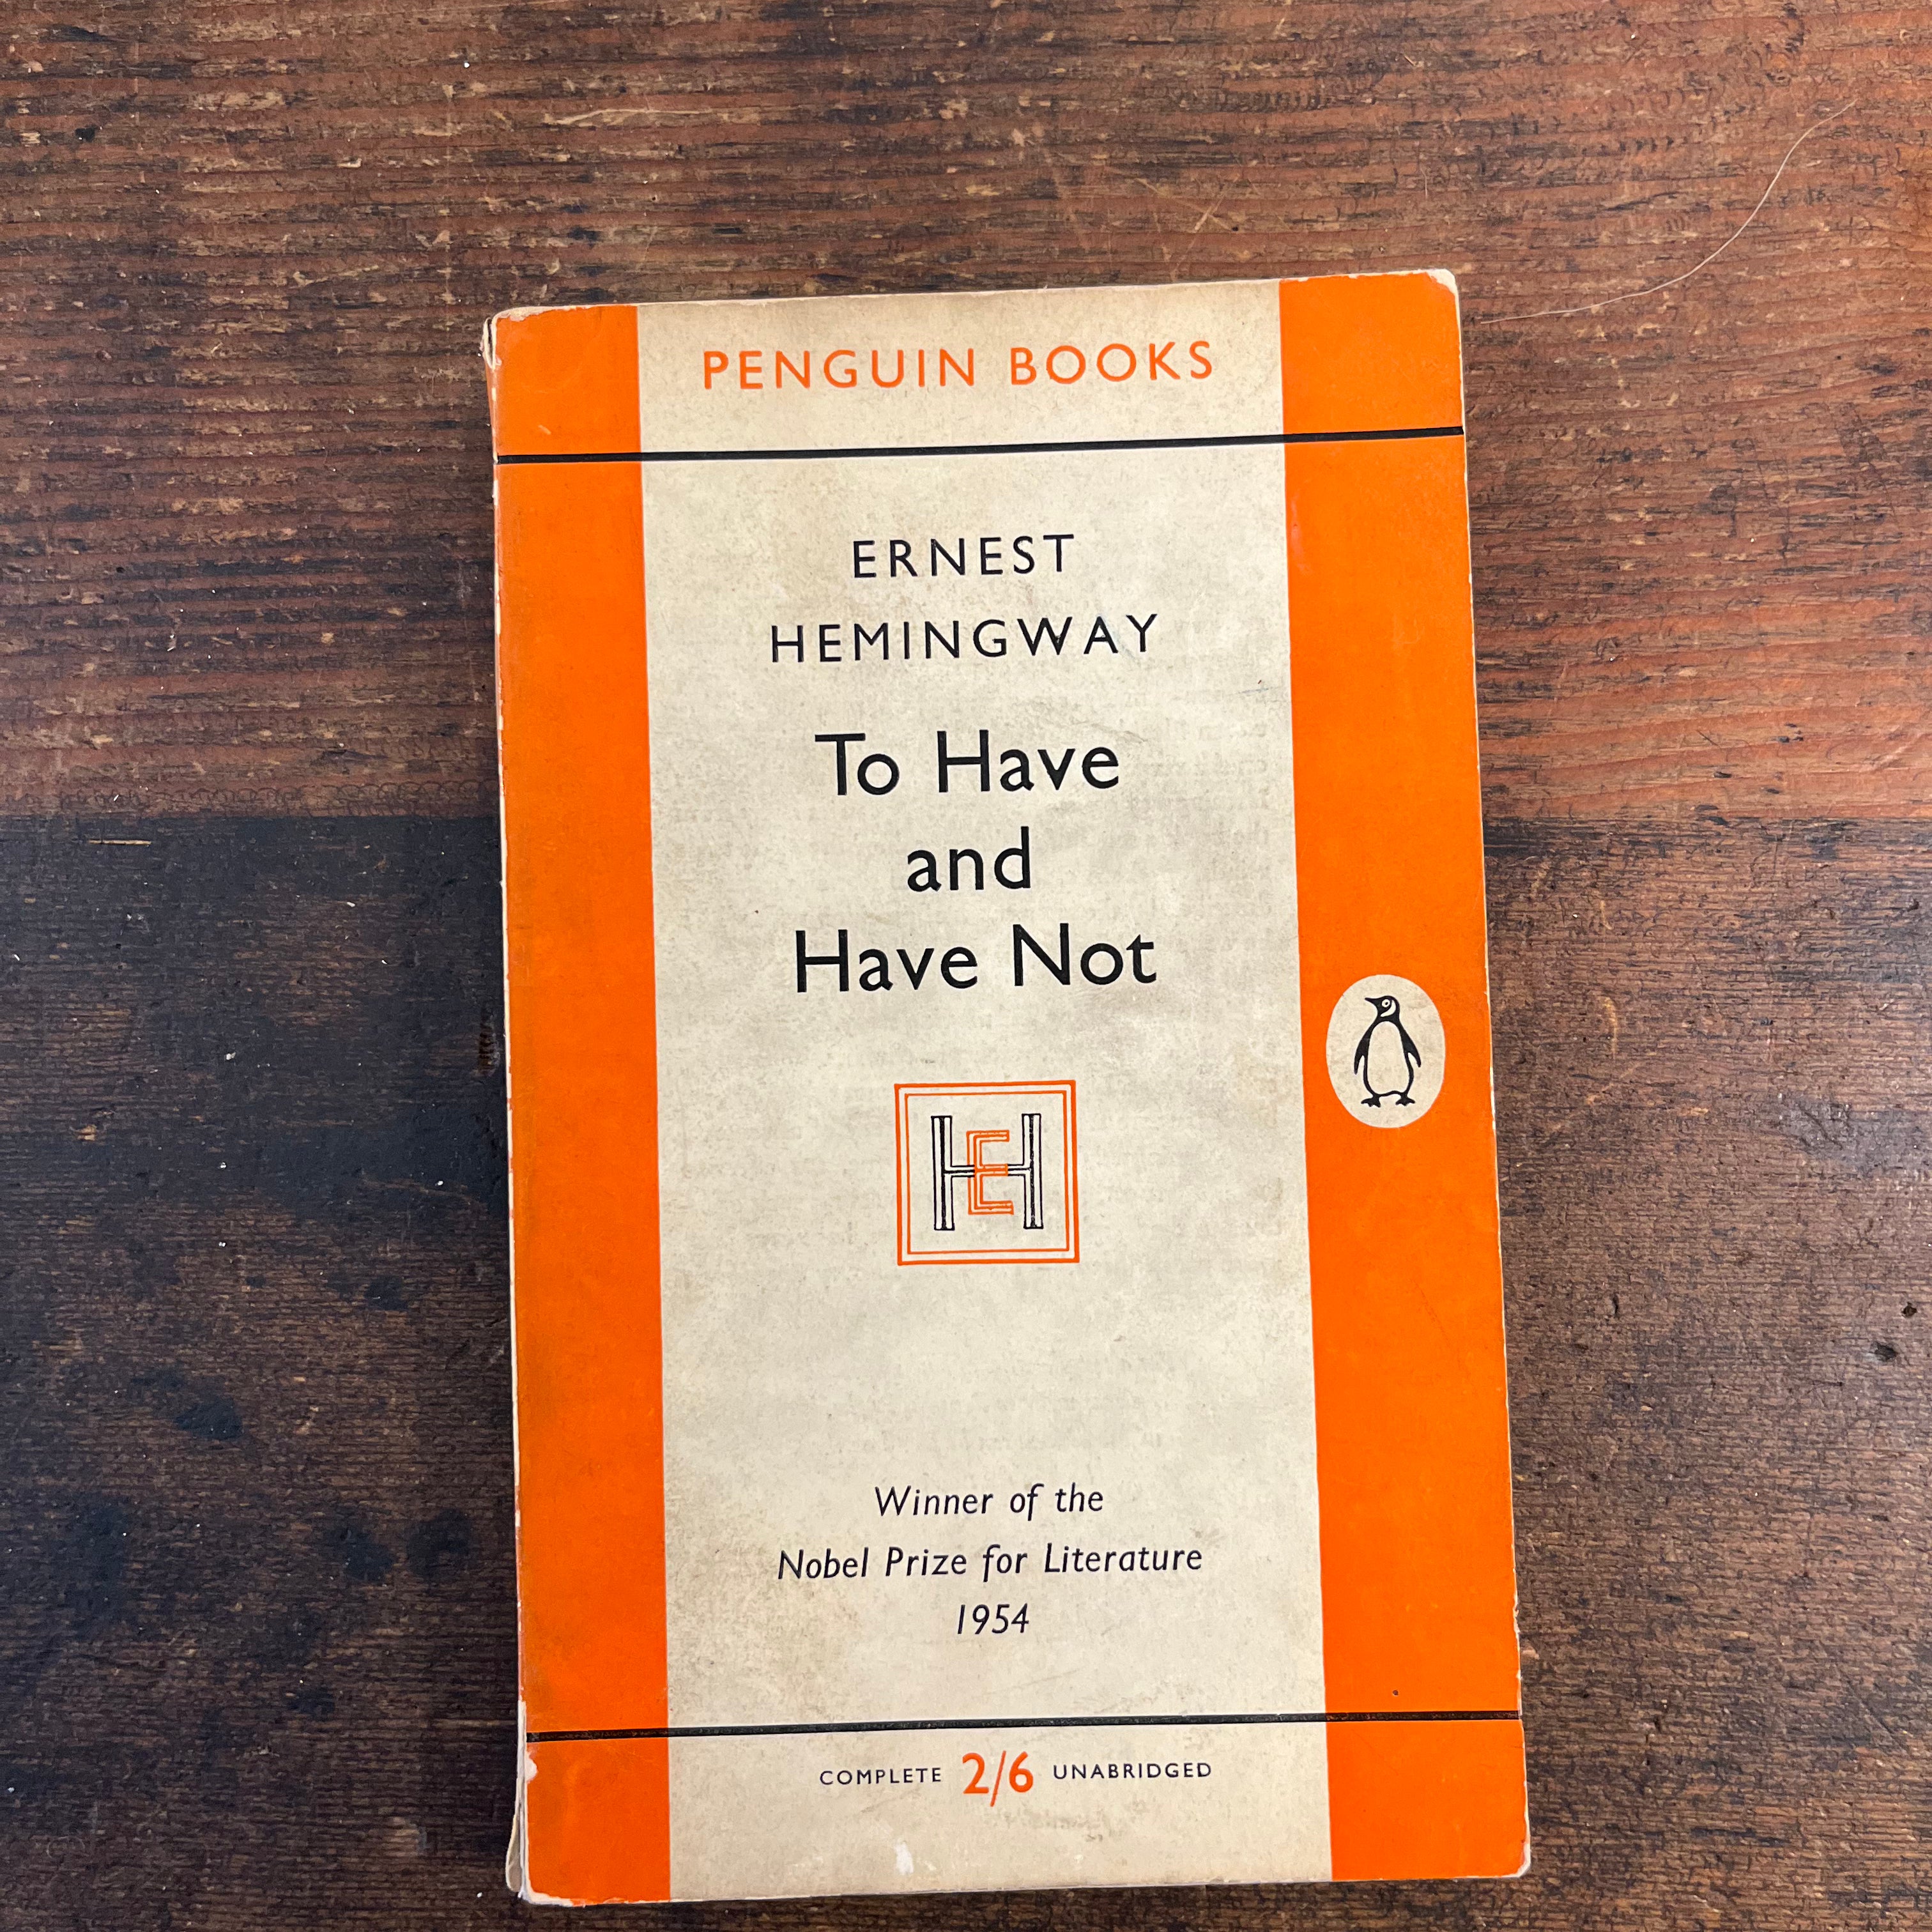 PENGUIN BOOKS
ERNEST
HEMINGWAY
To Have
and
Have Not
HE
Winner of the
Nobel Prize for Literature
1954
COMPLETE 2/6 UNABRIDGED